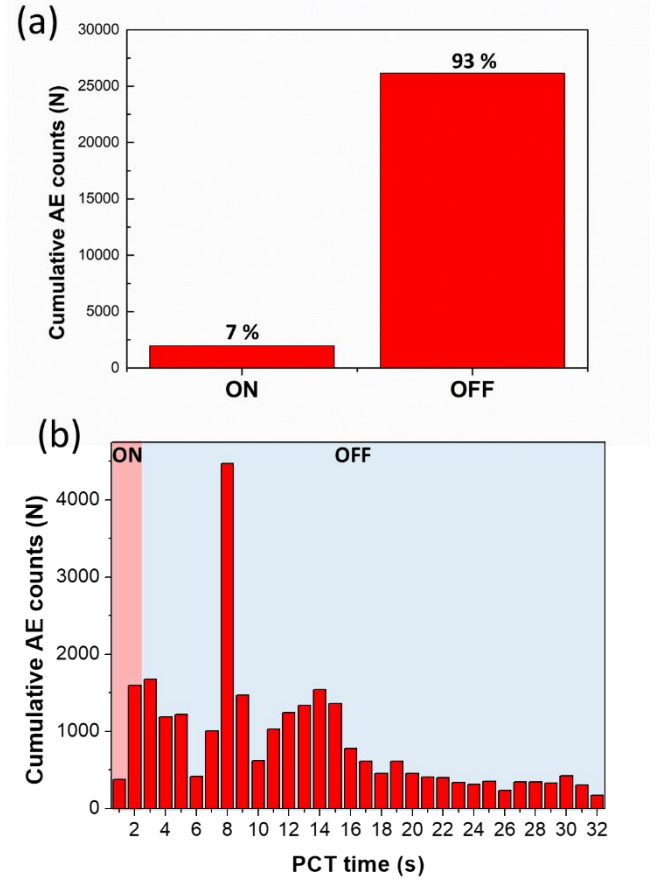 (a)
30000
25000
20000
15000
10000
5000
0
Cumulative AE counts (N)
7 %
93 %
ON
OFF
(b)
ON
OFF
4000
3000
2000
1000
0
Cumulative AE counts (N)
2 4 6 8 10 12 14 16 18 20 22 24 26 28 30 32
PCT time (s)